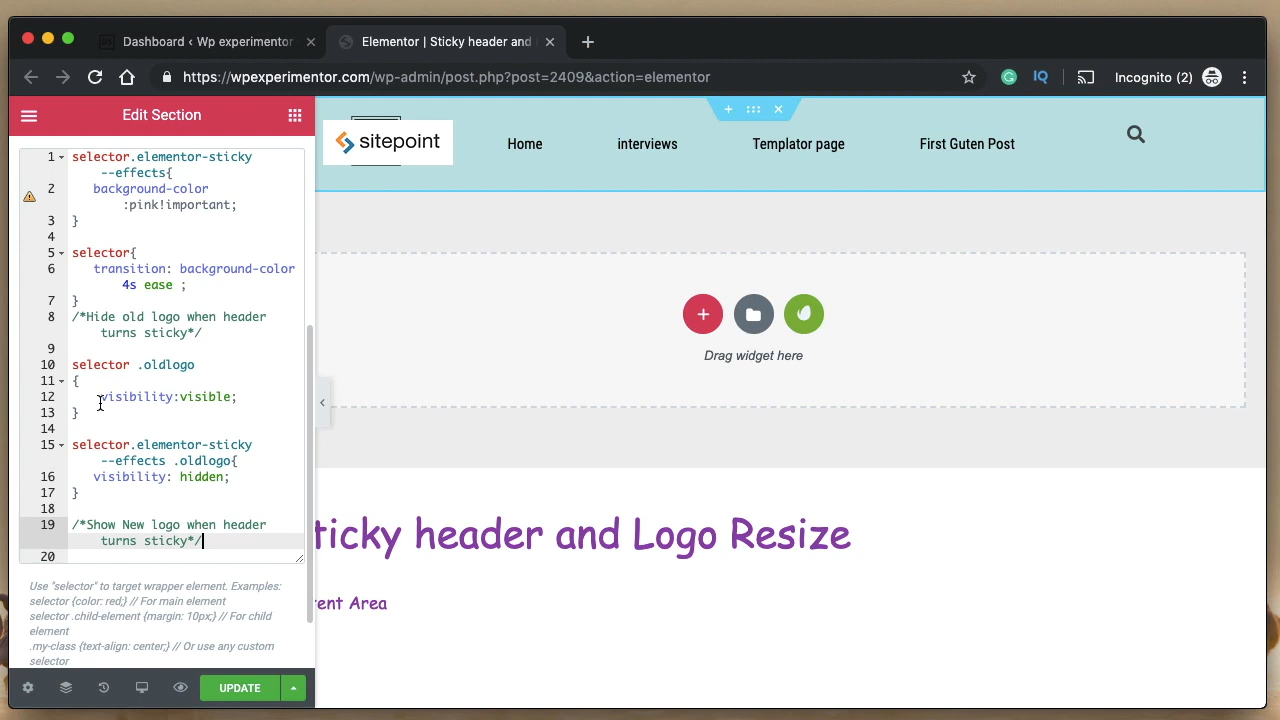 Dashboard ‹ Wp experimentor
Elementor | Sticky header and
https://wpexperimentor.com/wp-admin/post.php?post=2409&action=elementor
IQ
Incognito (2)
Edit Section
sitepoint
Home
interviews
Templator page
First Guten Post
1 selector.elementor-sticky
--effects{
2 background-color
:pink!important;
3 }
4
5 selector{
6 transition: background-color
4s ease ;
7 }
8 /*Hide old logo when header
turns sticky*/
9
10 selector .oldlogo
11 {
12 visibility:visible;
13 }
14
15 selector.elementor-sticky
--effects .oldlogo{
16 visibility: hidden;
17 }
18
19 /*Show New logo when header
turns sticky*/
20
Drag widget here
ticky header and Logo Resize
rent Area
Use "selector" to target wrapper element. Examples:
selector {color: red;} // For main element
selector .child-element {margin: 10px;} // For child
element
.my-class {text-align: center;} // Or use any custom
selector
UPDATE